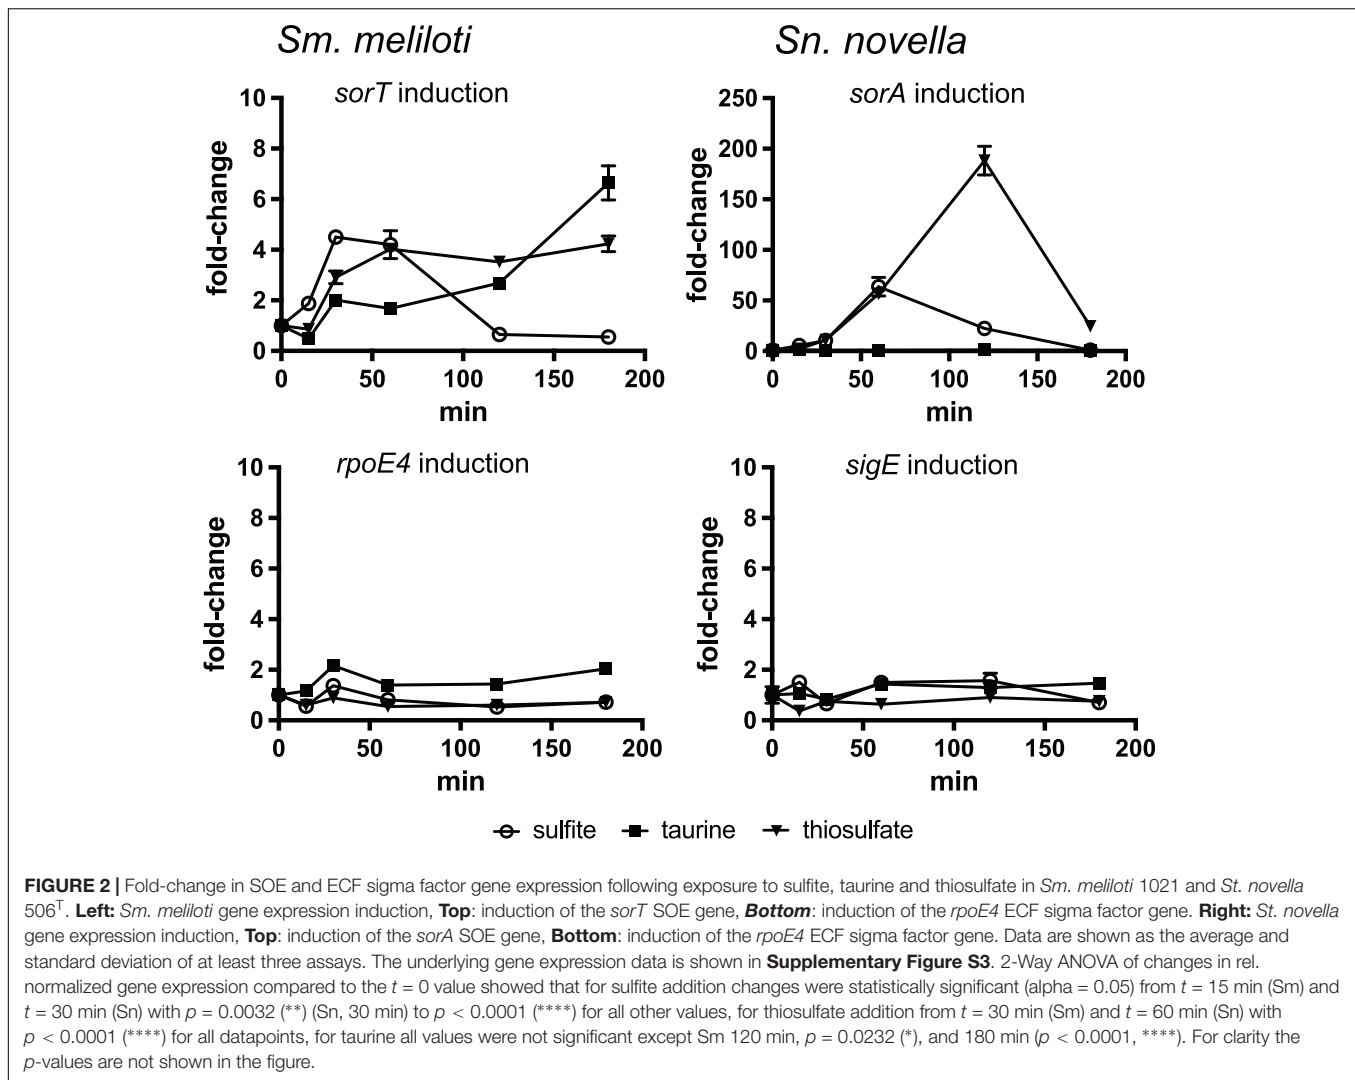 Sm. meliloti
Sn. novella
sorT induction
10
8
6
4
2
0
fold-change
0 50 100 150 200
min
sorA induction
250
200
150
100
50
0
fold-change
0 50 100 150 200
min
rpoE4 induction
10
8
6
4
2
0
fold-change
0 50 100 150 200
min
sigE induction
10
8
6
4
2
0
fold-change
0 50 100 150 200
min
sulfite taurine thiosulfate
FIGURE 2 | Fold-change in SOE and ECF sigma factor gene expression following exposure to sulfite, taurine and thiosulfate in Sm. meliloti 1021 and St. novella
506T. Left: Sm. meliloti gene expression induction, Top: induction of the sorT SOE gene, Bottom: induction of the rpoE4 ECF sigma factor gene. Right: St. novella
gene expression induction, Top: induction of the sorA SOE gene, Bottom: induction of the rpoE4 ECF sigma factor gene. Data are shown as the average and
standard deviation of at least three assays. The underlying gene expression data is shown in Supplementary Figure S3. 2-Way ANOVA of changes in rel.
normalized gene expression compared to the t = 0 value showed that for sulfite addition changes were statistically significant (alpha = 0.05) from t = 15 min (Sm) and
t = 30 min (Sn) with p = 0.0032 (**) (Sn, 30 min) to p < 0.0001 (****) for all other values, for thiosulfate addition from t = 30 min (Sm) and t = 60 min (Sn) with
p < 0.0001 (****) for all datapoints, for taurine all values were not significant except Sm 120 min, p = 0.0232 (*), and 180 min (p < 0.0001, ****). For clarity the
p-values are not shown in the figure.